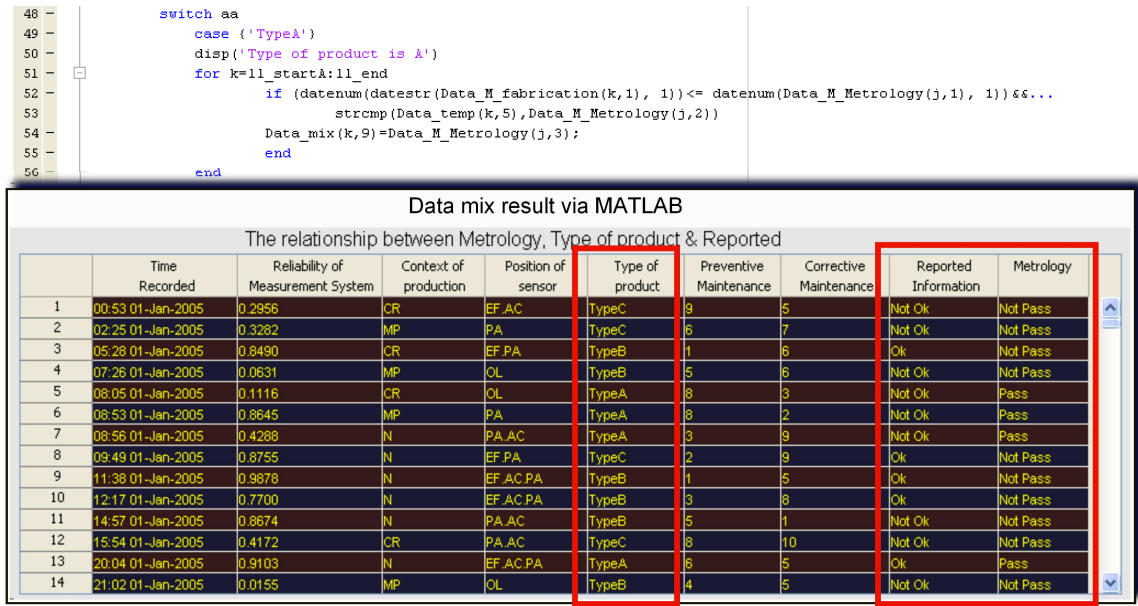 48 – switch aa
49 – case {'TypeA'}
50 – disp('Type of product is A')
51 – for k=ll_startA:ll_end
52 – if (datenum(datestr(Data_M_fabrication(k,1), 1))<= datenum(Data_M_Metrology(j,1), 1))&&...
53 strcmp(Data_temp(k,5),Data_M_Metrology(j,2))
54 – Data_mix(k,9)=Data_M_Metrology(j,3);
55 – end
56 – end
Data mix result via MATLAB
The relationship between Metrology, Type of product & Reported
Time Recorded Reliability of Measurement System Context of production Position of sensor Type of product Preventive Maintenance Corrective Maintenance Reported Information Metrology
1 00:53 01-Jan-2005 0.2956 CR EF.AC TypeC 9 5 Not Ok Not Pass
2 02:25 01-Jan-2005 0.3282 MP PA TypeC 6 7 Not Ok Not Pass
3 05:28 01-Jan-2005 0.8490 CR EF.PA TypeB 1 6 Ok Not Pass
4 07:26 01-Jan-2005 0.0631 MP OL TypeB 5 6 Not Ok Not Pass
5 08:05 01-Jan-2005 0.1116 CR OL TypeA 8 3 Not Ok Pass
6 08:53 01-Jan-2005 0.8645 MP PA TypeA 8 2 Not Ok Pass
7 08:56 01-Jan-2005 0.4288 N PA.AC TypeA 3 9 Not Ok Pass
8 09:49 01-Jan-2005 0.8755 N EF.PA TypeC 2 9 Ok Not Pass
9 11:38 01-Jan-2005 0.9878 N EF.AC.PA TypeB 1 5 Ok Not Pass
10 12:17 01-Jan-2005 0.7700 N EF.AC.PA TypeB 3 8 Ok Not Pass
11 14:57 01-Jan-2005 0.8674 N PA.AC TypeB 5 1 Not Ok Not Pass
12 15:54 01-Jan-2005 0.4172 CR PA.AC TypeC 8 10 Not Ok Not Pass
13 20:04 01-Jan-2005 0.9103 N EF.AC.PA TypeA 6 5 Ok Pass
14 21:02 01-Jan-2005 0.0155 MP OL TypeB 4 5 Not Ok Not Pass